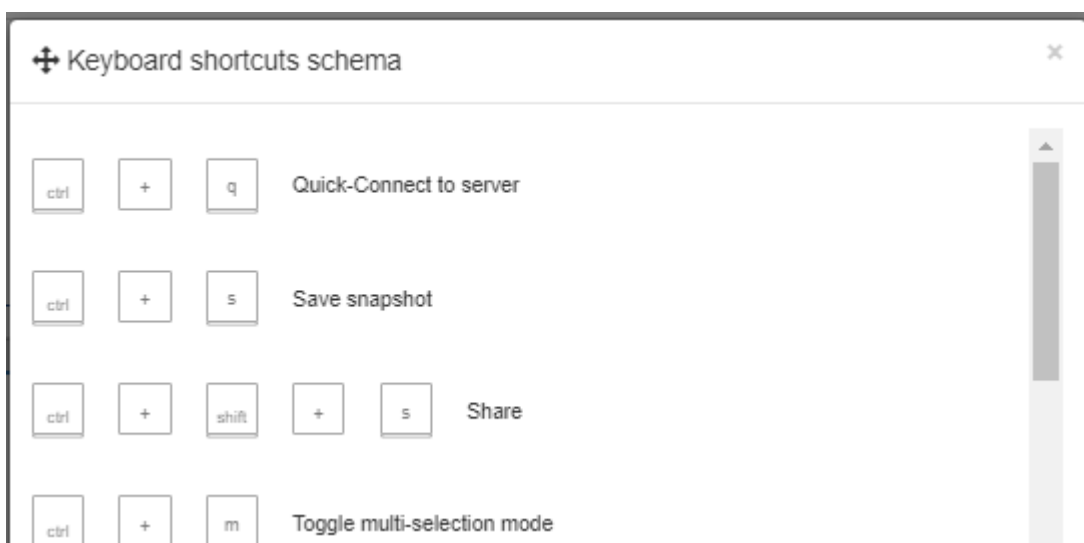 Keyboard shortcuts schema ×
ctrl + q Quick-Connect to server
ctrl + s Save snapshot
ctrl + shift + s Share
ctrl + m Toggle multi-selection mode